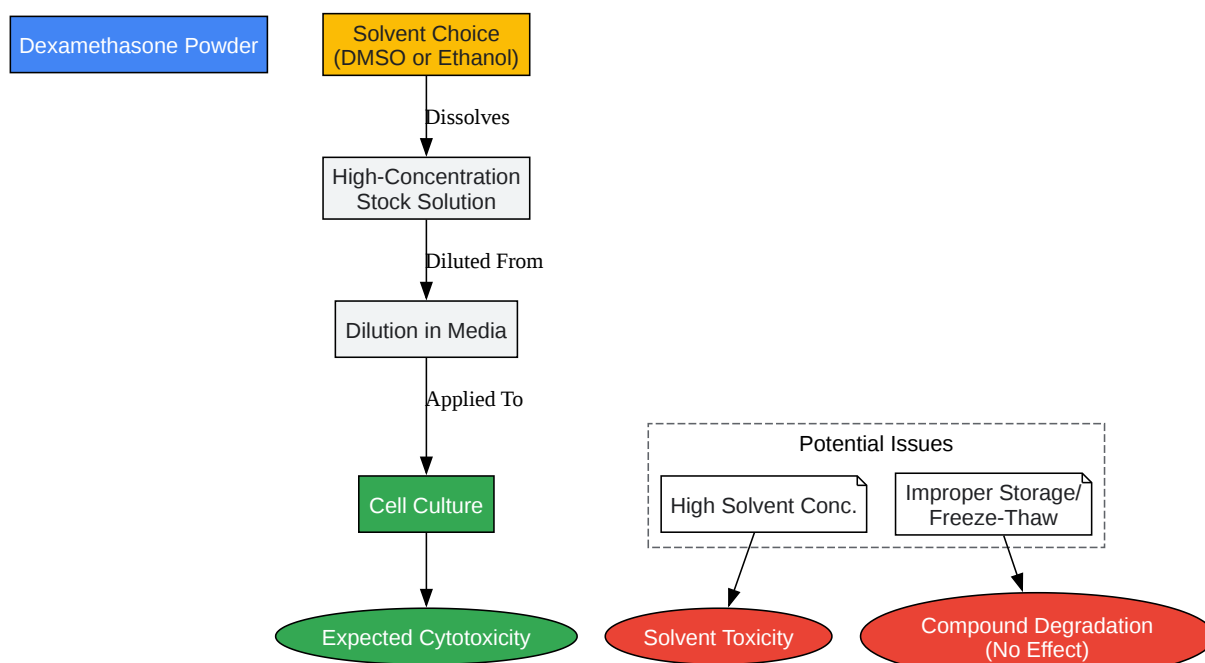 Dexamethasone Powder
Solvent Choice
(DMSO or Ethanol)
Dissolves
High-Concentration
Stock Solution
Diluted From
Dilution in Media
Applied To
Cell Culture
Expected Cytotoxicity
Potential Issues
High Solvent Conc.
Improper Storage/
Freeze-Thaw
Solvent Toxicity
Compound Degradation
(No Effect)